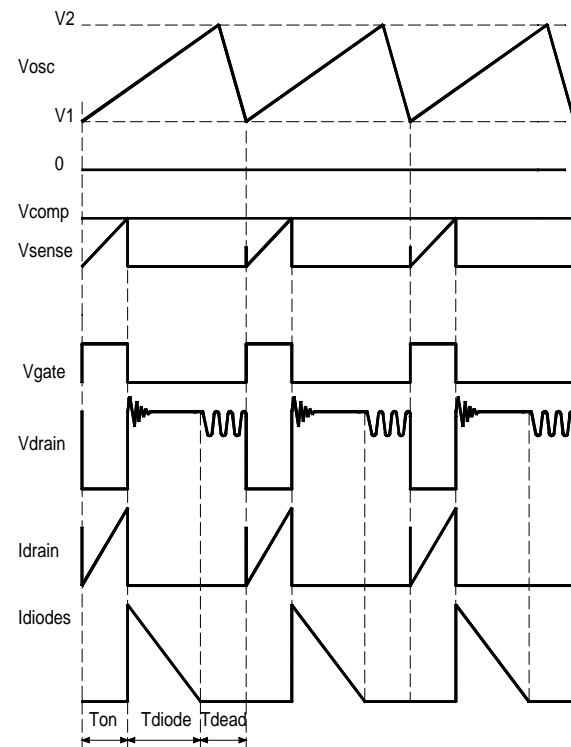 V2
Vosc
V1
0
Vcomp
Vsense
Vgate
Vdrain
Idrain
Idiodes
Ton Tdiode Tdead